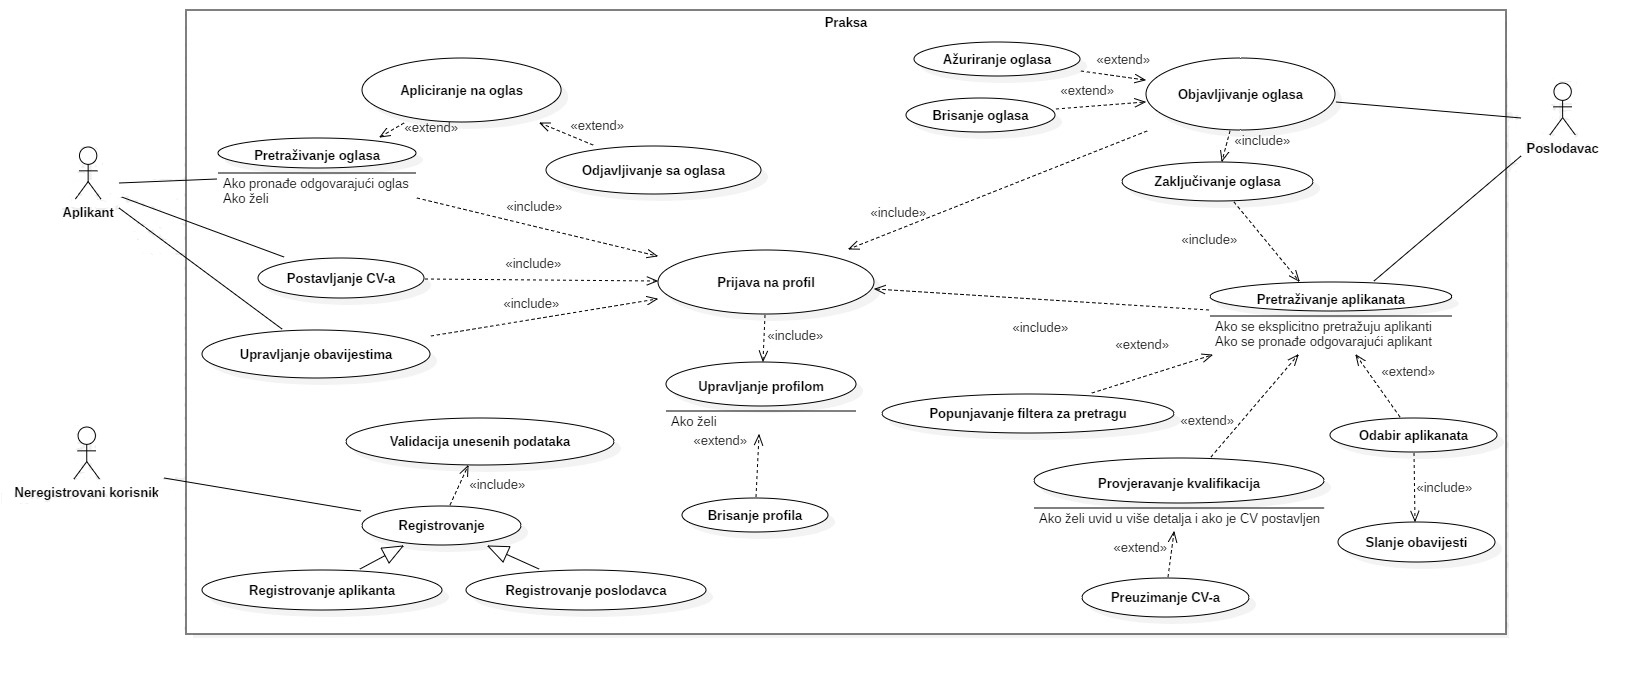 Praksa
Ažuriranje oglasa
«extend»
Apliciranje na oglas
Objavljivanje oglasa
«extend»
Brisanje oglasa
«extend»
«extend»
«include»
Poslodavac
Pretraživanje oglasa
Ako pronađe odgovarajući oglas
Ako želi
Odjavljivanje sa oglasa
Zaključivanje oglasa
Aplikant
«include»
«include»
«include»
Postavljanje CV-a
«include»
Prijava na profil
Pretraživanje aplikanata
Ako se eksplicitno pretražuju aplikanti
Ako se pronađe odgovarajući aplikant
«include»
«include»
«include»
«extend»
Upravljanje obavijestima
«extend»
Upravljanje profilom
Ako želi
Popunjavanje filtera za pretragu
«extend»
Validacija unesenih podataka
«extend»
Odabir aplikanata
Neregistrovani korisnik
«include»
Provjeravanje kvalifikacija
Ako želi uvid u više detalja i ako je CV postavljen
«include»
Registrovanje
Brisanje profila
«extend»
Slanje obavijesti
Registrovanje aplikanta
Registrovanje poslodavca
Preuzimanje CV-a